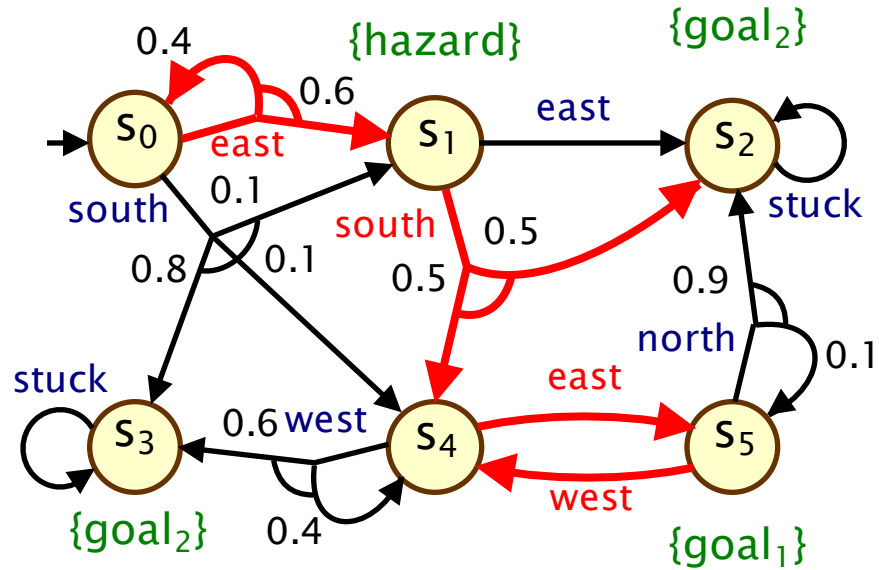 {goal₂}
0.4
{hazard}
0.6
s₀
s₁
east
s₂
east
0.1
south
south
0.5
stuck
0.8
0.1
0.5
0.9
north
0.1
stuck
east
s₃
0.6
west
s₄
s₅
west
0.4
{goal₂}
{goal₁}